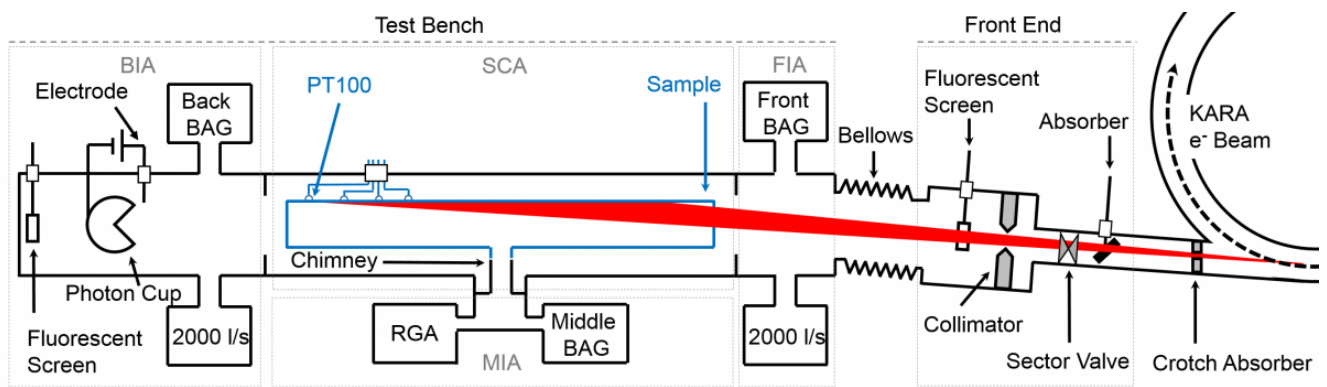 Test Bench
Front End
BIA
SCA
FIA
Electrode
Back
BAG
PT100
Sample
Front
BAG
Bellows
Fluorescent
Screen
Absorber
KARA
e⁻ Beam
Chimney
Photon Cup
Fluorescent
Screen
2000 l/s
RGA
Middle
BAG
MIA
2000 l/s
Collimator
Sector Valve
Crotch Absorber